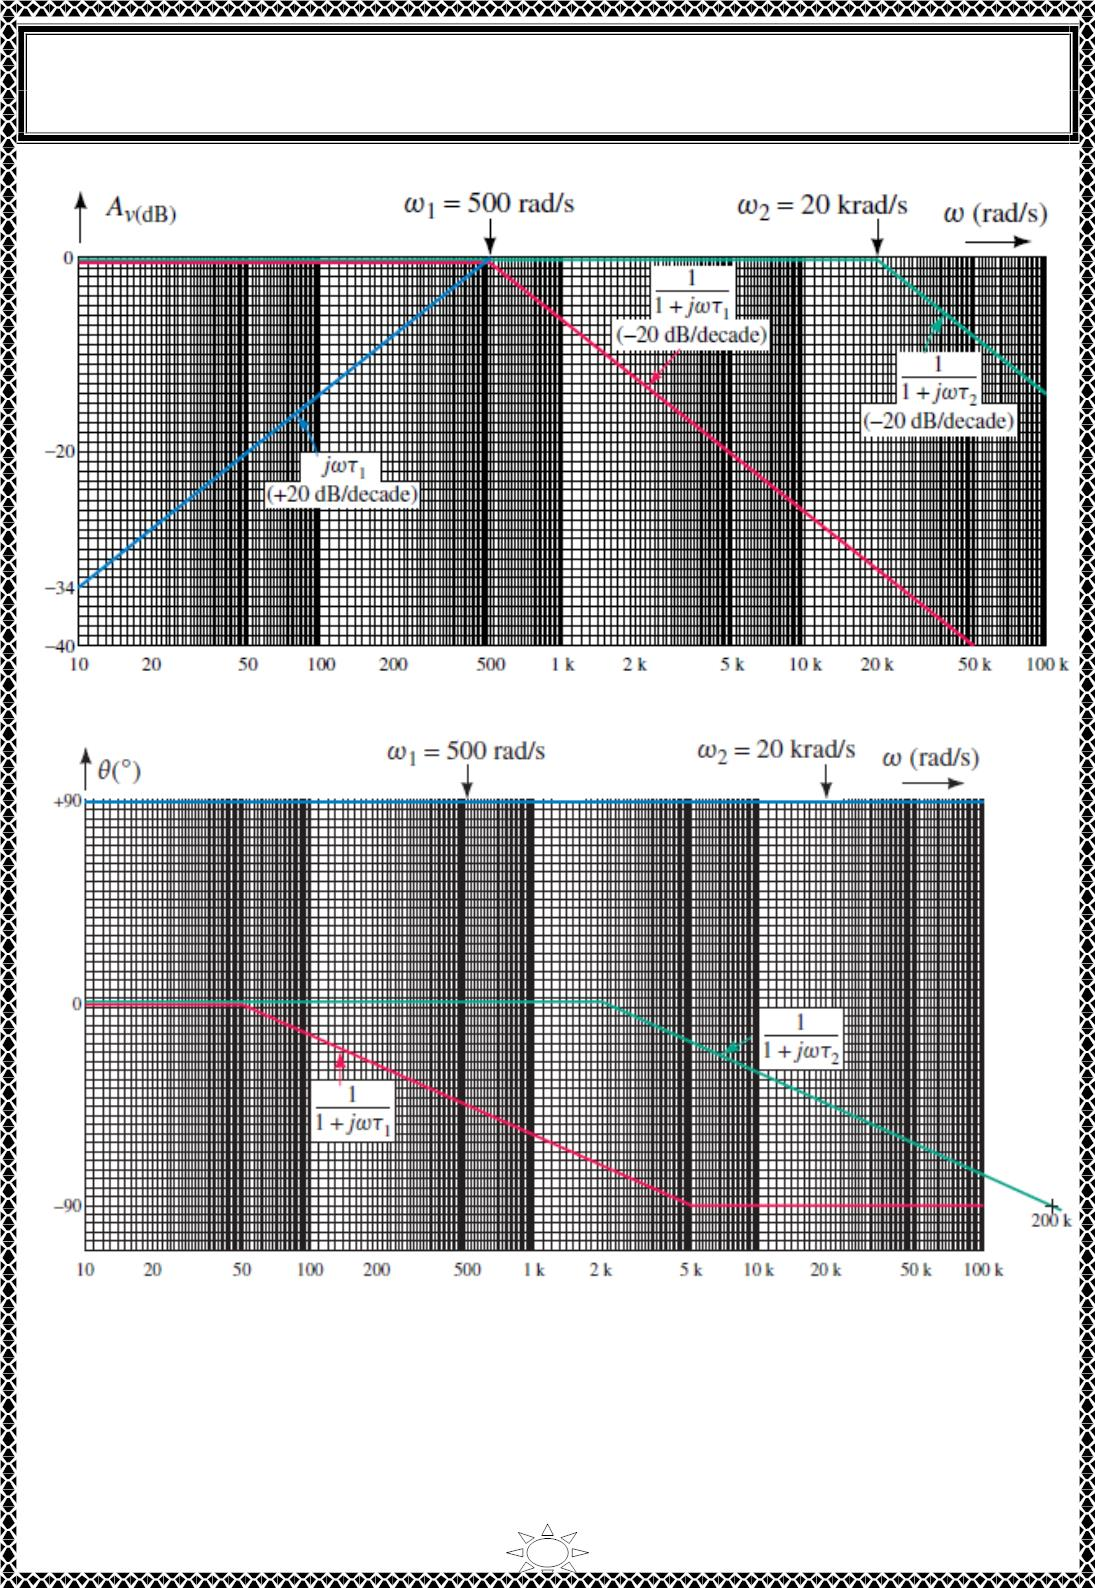 A_v(dB)
ω₁ = 500 rad/s
ω₂ = 20 krad/s
ω (rad/s)
0
1
1 + jωτ₁
(–20 dB/decade)
1
1 + jωτ₂
(–20 dB/decade)
–20
jωτ₁
(+20 dB/decade)
–34
–40
10 20 50 100 200 500 1 k 2 k 5 k 10 k 20 k 50 k 100 k
θ(°)
ω₁ = 500 rad/s
ω₂ = 20 krad/s
ω (rad/s)
+90
0
1
1 + jωτ₂
1
1 + jωτ₁
–90
200 k
10 20 50 100 200 500 1 k 2 k 5 k 10 k 20 k 50 k 100 k